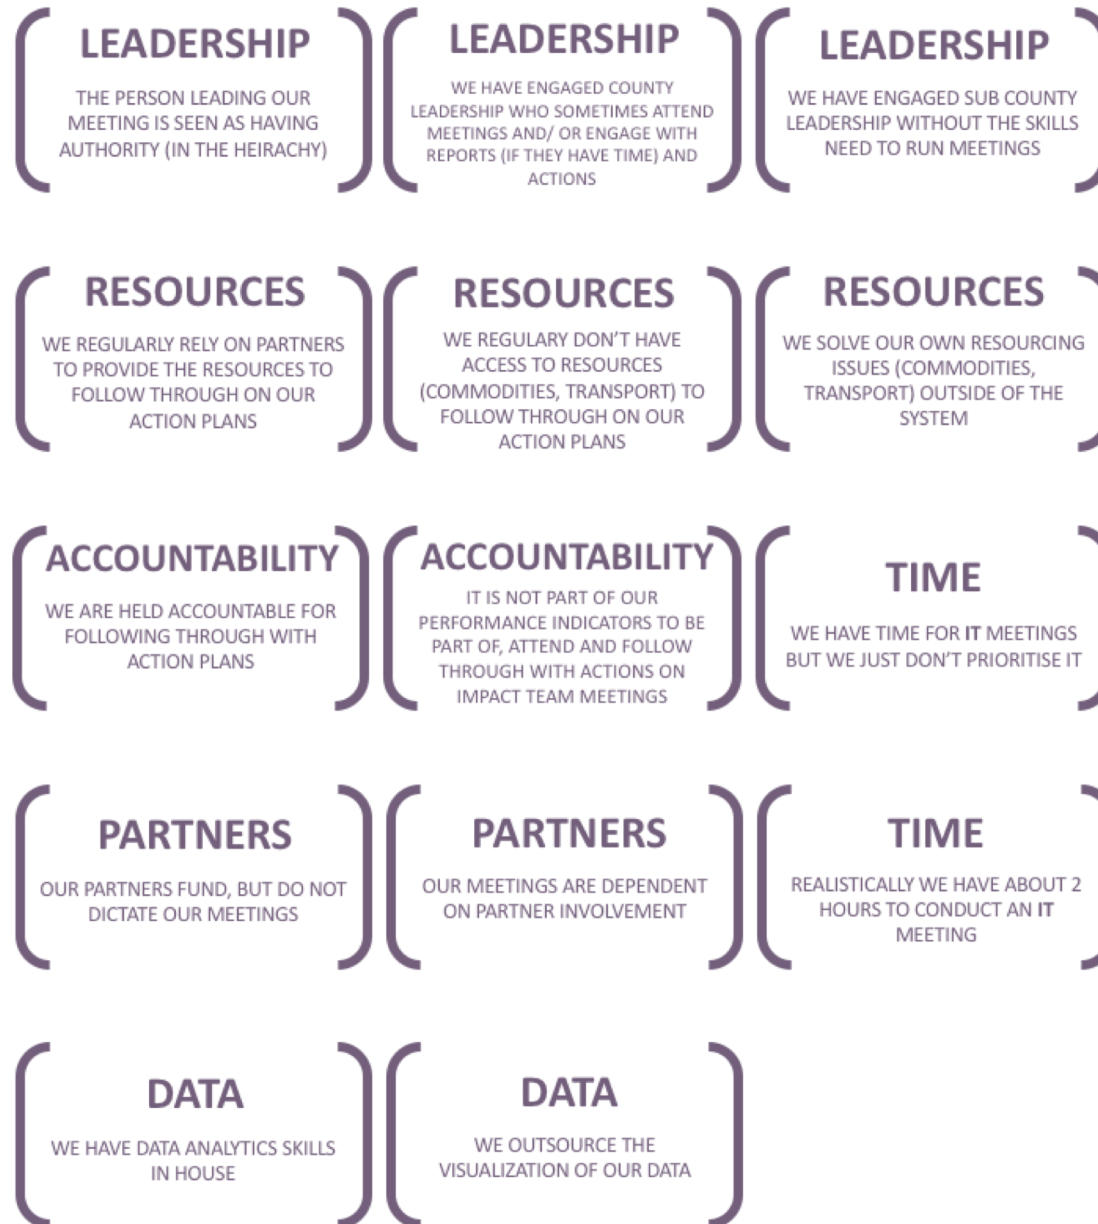 LEADERSHIP
THE PERSON LEADING OUR
MEETING IS SEEN AS HAVING
AUTHORITY (IN THE HEIRACHY)
LEADERSHIP
WE HAVE ENGAGED COUNTY
LEADERSHIP WHO SOMETIMES ATTEND
MEETINGS AND/ OR ENGAGE WITH
REPORTS (IF THEY HAVE TIME) AND
ACTIONS
LEADERSHIP
WE HAVE ENGAGED SUB COUNTY
LEADERSHIP WITHOUT THE SKILLS
NEED TO RUN MEETINGS
RESOURCES
WE REGULARLY RELY ON PARTNERS
TO PROVIDE THE RESOURCES TO
FOLLOW THROUGH ON OUR
ACTION PLANS
RESOURCES
WE REGULARY DON'T HAVE
ACCESS TO RESOURCES
(COMMODITIES, TRANSPORT) TO
FOLLOW THROUGH ON OUR
ACTION PLANS
RESOURCES
WE SOLVE OUR OWN RESOURCING
ISSUES (COMMODITIES,
TRANSPORT) OUTSIDE OF THE
SYSTEM
ACCOUNTABILITY
WE ARE HELD ACCOUNTABLE FOR
FOLLOWING THROUGH WITH
ACTION PLANS
ACCOUNTABILITY
IT IS NOT PART OF OUR
PERFORMANCE INDICATORS TO BE
PART OF, ATTEND AND FOLLOW
THROUGH WITH ACTIONS ON
IMPACT TEAM MEETINGS
TIME
WE HAVE TIME FOR IT MEETINGS
BUT WE JUST DON'T PRIORITISE IT
PARTNERS
OUR PARTNERS FUND, BUT DO NOT
DICTATE OUR MEETINGS
PARTNERS
OUR MEETINGS ARE DEPENDENT
ON PARTNER INVOLVEMENT
TIME
REALISTICALLY WE HAVE ABOUT 2
HOURS TO CONDUCT AN IT
MEETING
DATA
WE HAVE DATA ANALYTICS SKILLS
IN HOUSE
DATA
WE OUTSOURCE THE
VISUALIZATION OF OUR DATA